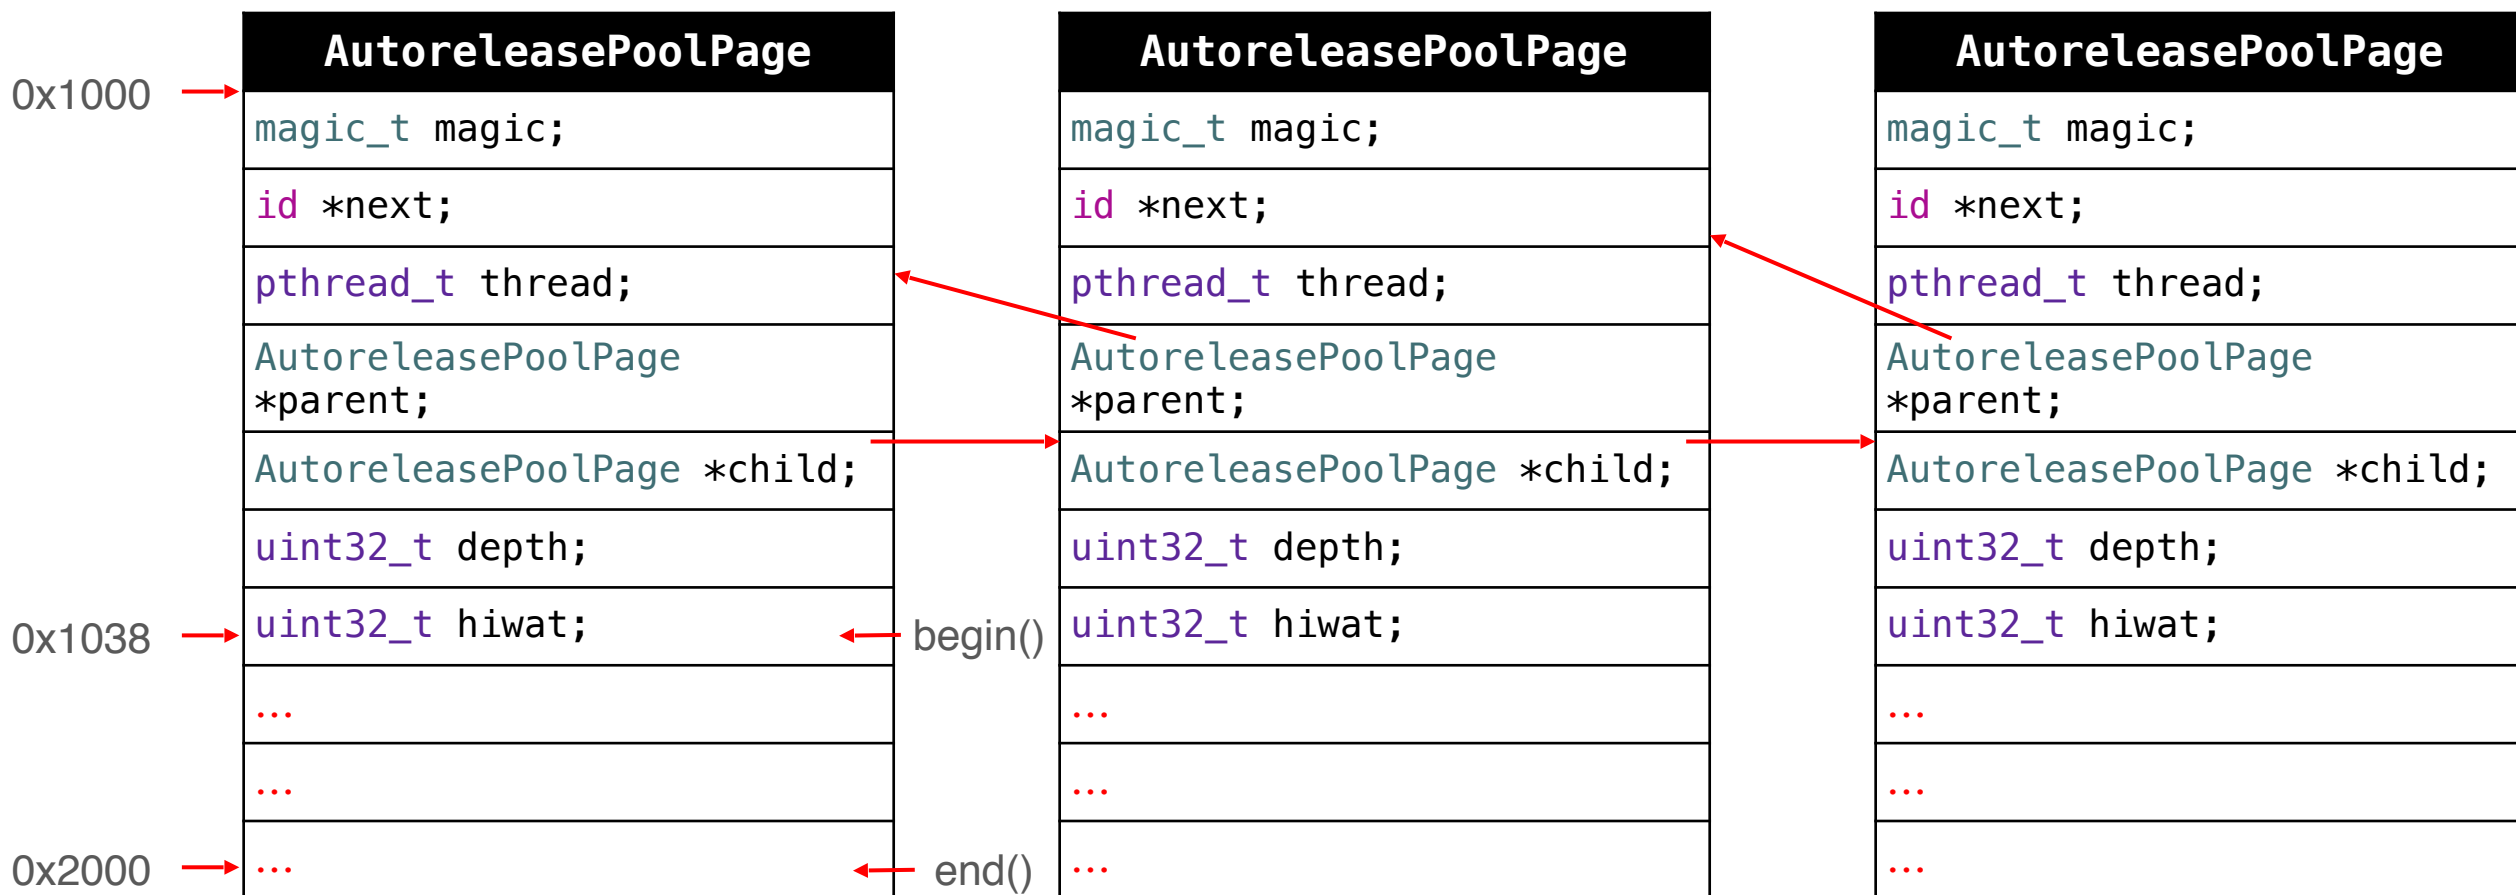 AutoreleasePoolPage
AutoreleasePoolPage
AutoreleasePoolPage
0x1000
magic_t magic;
magic_t magic;
magic_t magic;
id *next;
id *next;
id *next;
pthread_t thread;
pthread_t thread;
pthread_t thread;
AutoreleasePoolPage
*parent;
AutoreleasePoolPage
*parent;
AutoreleasePoolPage
*parent;
AutoreleasePoolPage *child;
AutoreleasePoolPage *child;
AutoreleasePoolPage *child;
uint32_t depth;
uint32_t depth;
uint32_t depth;
0x1038
uint32_t hiwat;
begin()
uint32_t hiwat;
uint32_t hiwat;
...
...
...
...
...
...
0x2000
...
end()
...
...